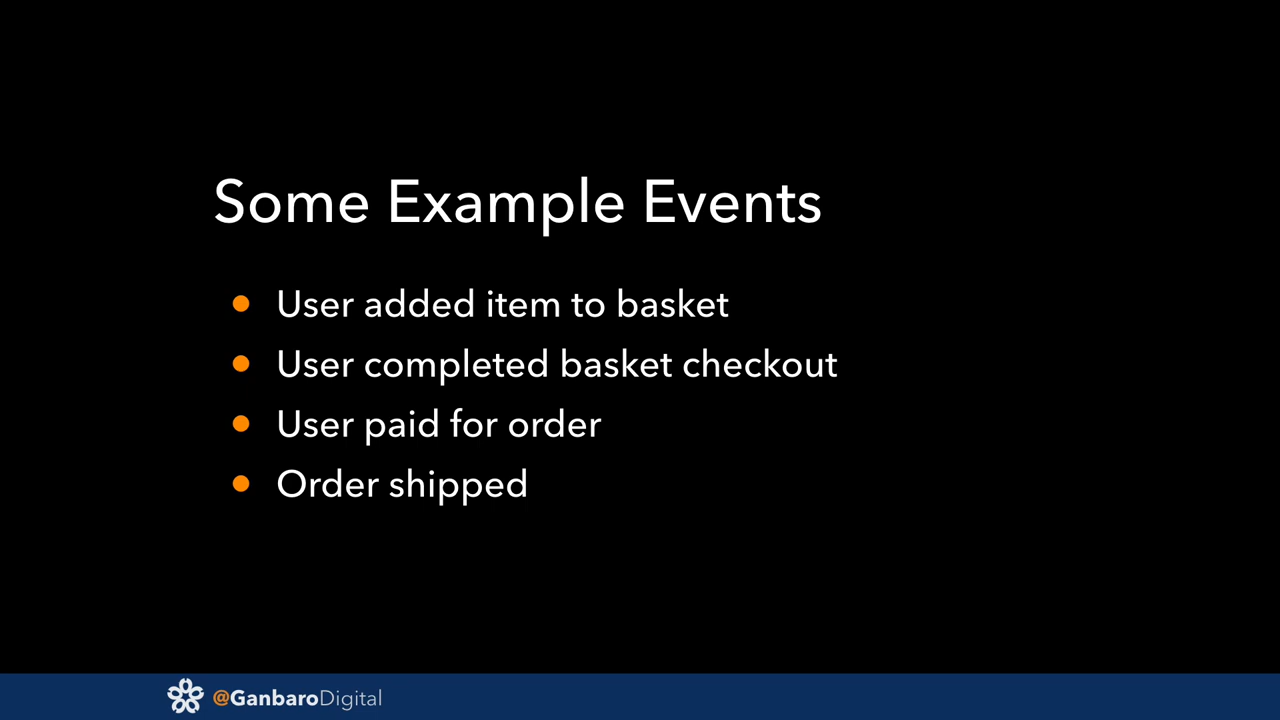 Some Example Events
User added item to basket
User completed basket checkout
User paid for order
Order shipped
@GanbaroDigital